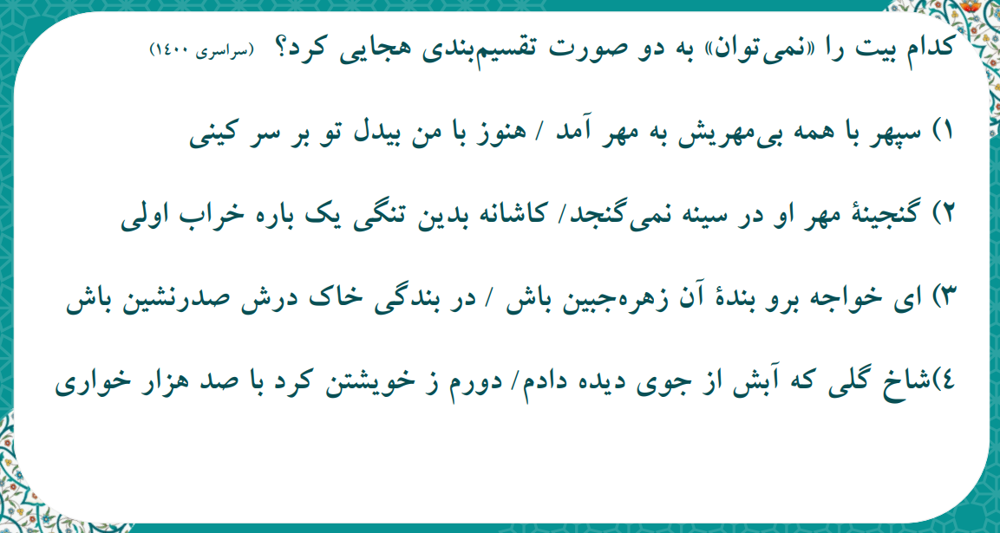 کدام بیت را «نمی‌توان» به دو صورت تقسیم‌بندی هجایی کرد؟ (سراسری ۱٤۰۰)
۱) سپهر با همه بی‌مهریش به مهر آمد / هنوز با من بیدل تو بر سر کینی
۲) گنجینهٔ مهر او در سینه نمی‌گنجد/ کاشانه بدین تنگی یک باره خراب اولی
۳) ای خواجه برو بندهٔ آن زهره‌جبین باش / در بندگی خاک درش صدرنشین باش
٤)شاخ گلی که آبش از جوی دیده دادم/ دورم ز خویشتن کرد با صد هزار خواری